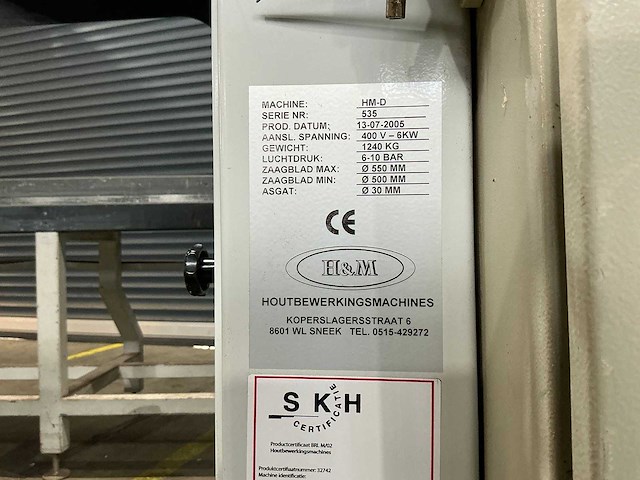 MACHINE: HM-D
SERIE NR: 535
PROD. DATUM; 13-07-2005
AANSL. SPANNING: 400 V – 6KW
GEWICHT: 1240 KG
LUCHTDRUK: 6-10 BAR
ZAAGBLAD MAX: Ø 550 MM
ZAAGBLAD MIN: Ø 500 MM
ASGAT: Ø 30 MM
CE
H&M
HOUTBEWERKINGSMACHINES
KOPERSLAGERSSTRAAT 6
8601 WL SNEEK TEL. 0515-429272
SKH
CERTIFICATIE
Productcertificaat BRL M/02
Houtbewerkingsmachines
Produktcertifiaatnummer: 32742
Machine identificatie: